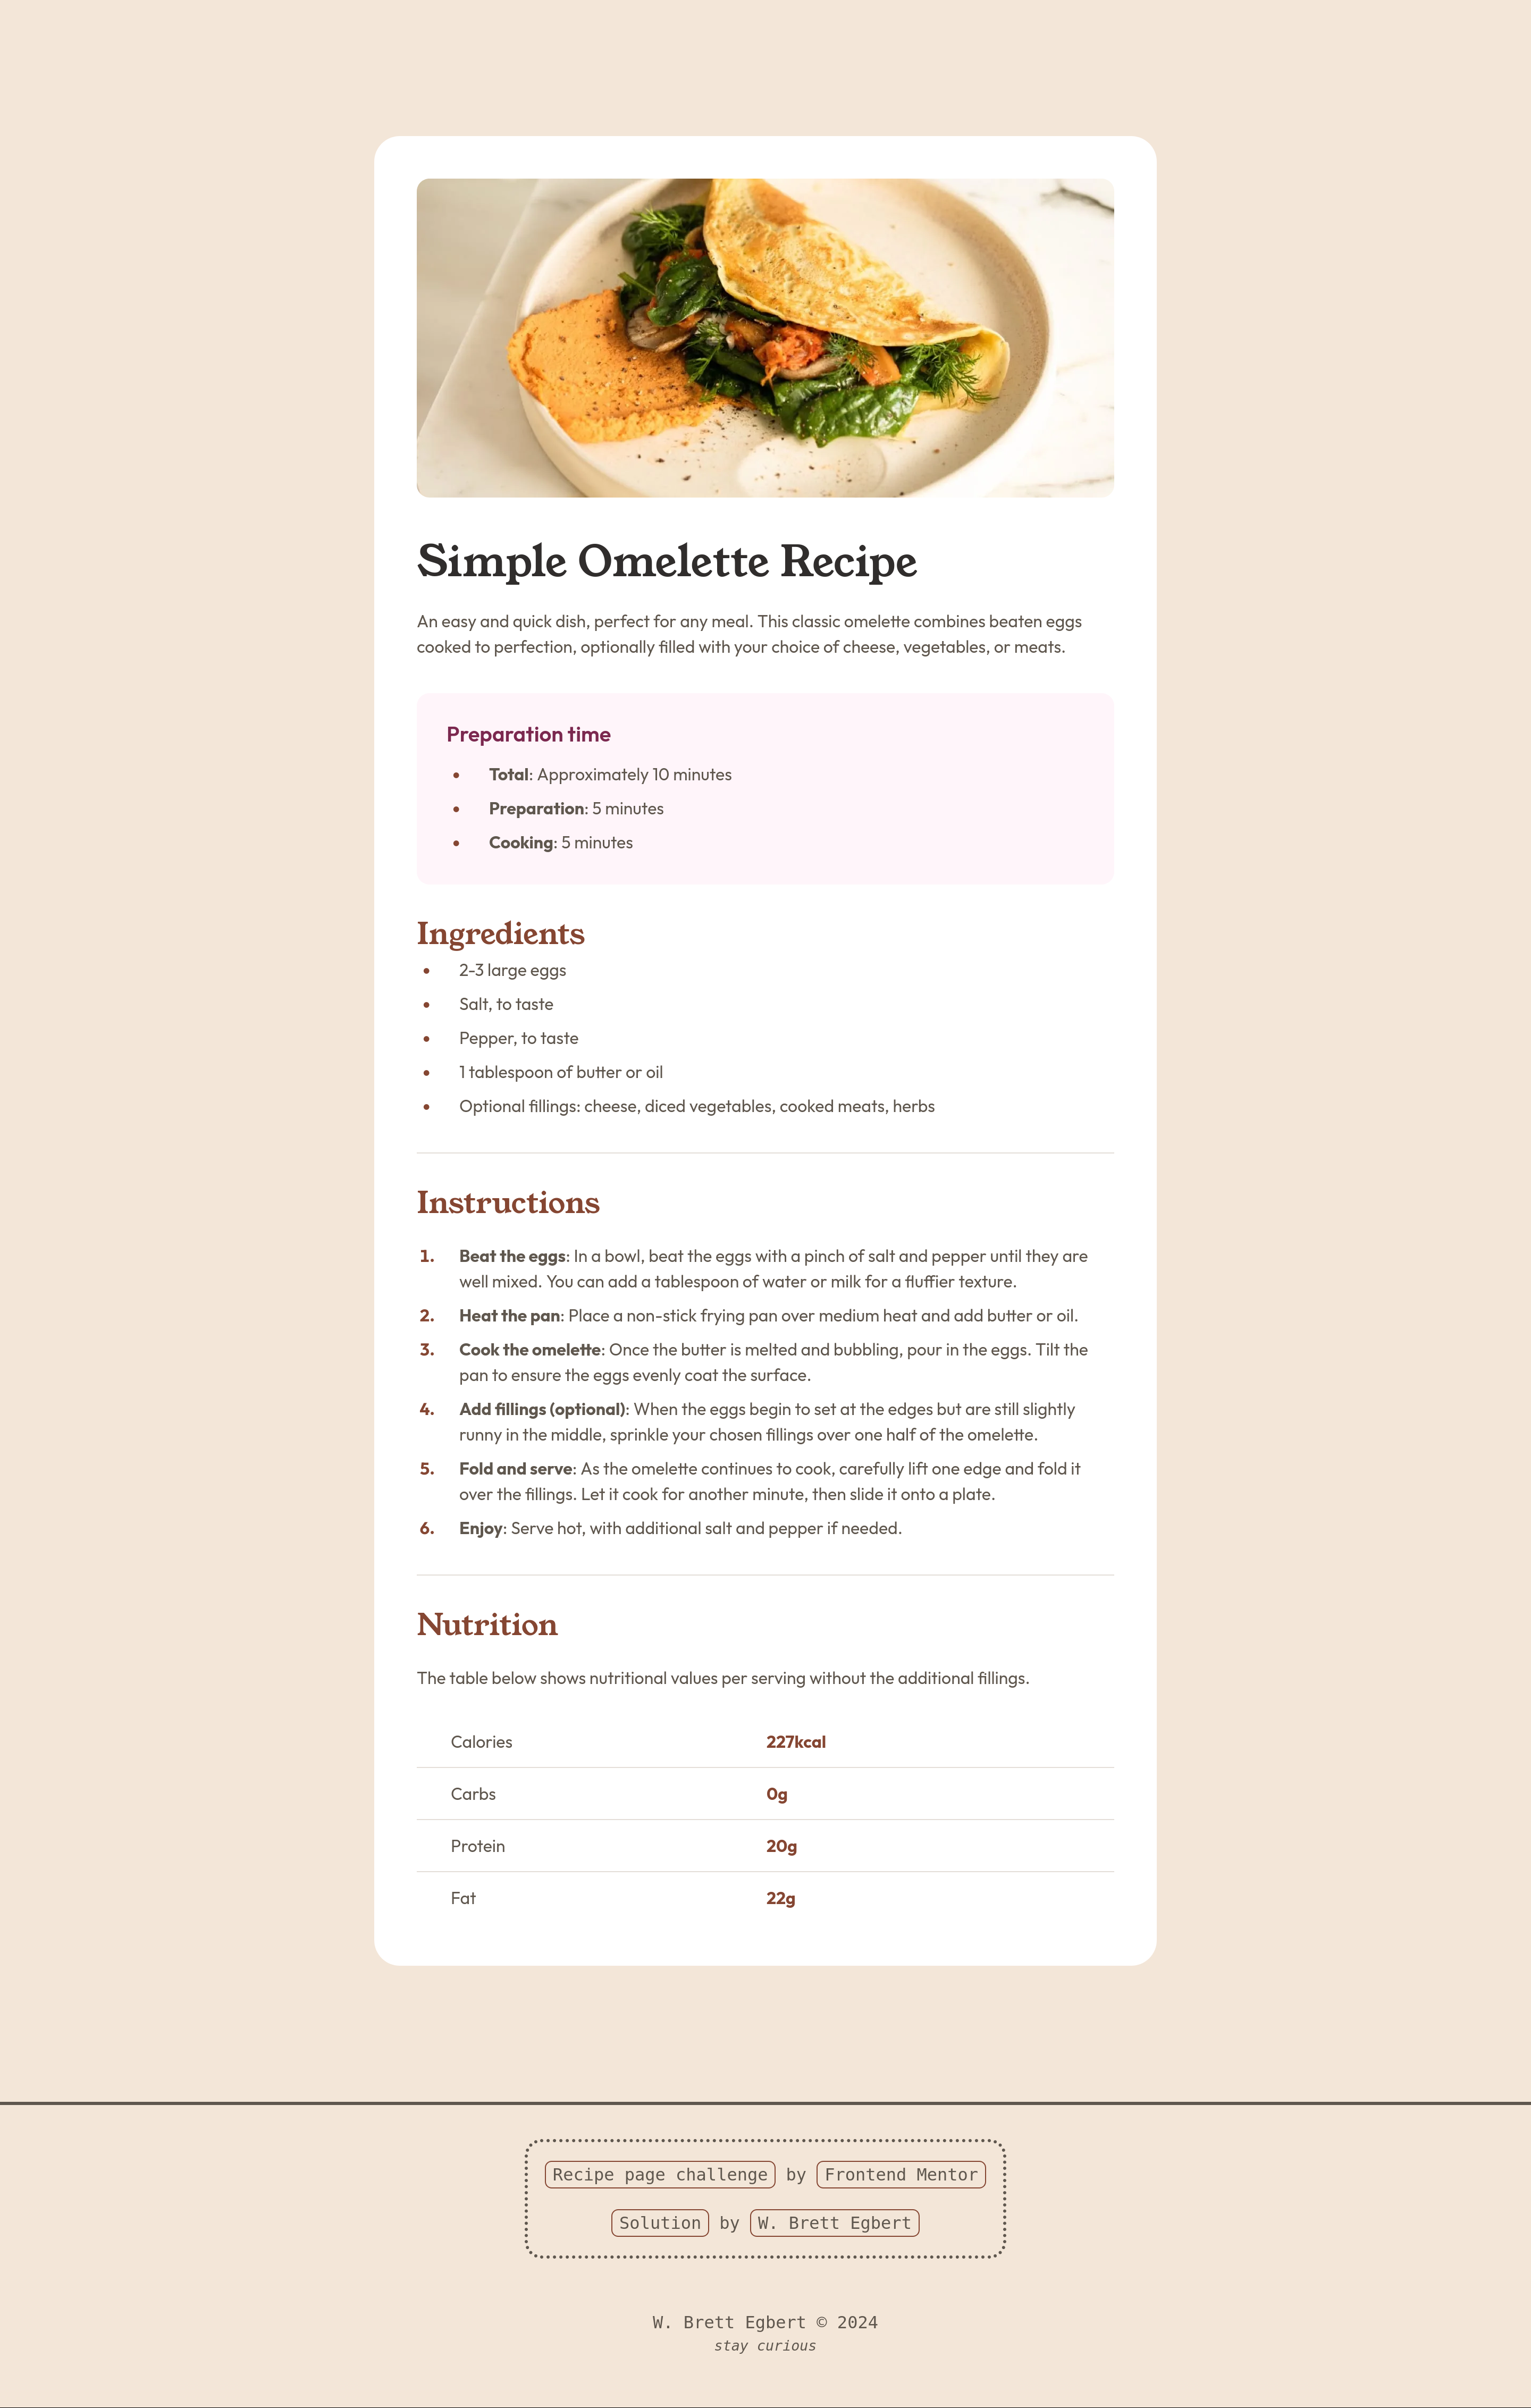 Simple Omelette Recipe
An easy and quick dish, perfect for any meal. This classic omelette combines beaten eggs
cooked to perfection, optionally filled with your choice of cheese, vegetables, or meats.
Preparation time
• Total: Approximately 10 minutes
• Preparation: 5 minutes
• Cooking: 5 minutes
Ingredients
• 2-3 large eggs
• Salt, to taste
• Pepper, to taste
• 1 tablespoon of butter or oil
• Optional fillings: cheese, diced vegetables, cooked meats, herbs
Instructions
1. Beat the eggs: In a bowl, beat the eggs with a pinch of salt and pepper until they are
well mixed. You can add a tablespoon of water or milk for a fluffier texture.
2. Heat the pan: Place a non-stick frying pan over medium heat and add butter or oil.
3. Cook the omelette: Once the butter is melted and bubbling, pour in the eggs. Tilt the
pan to ensure the eggs evenly coat the surface.
4. Add fillings (optional): When the eggs begin to set at the edges but are still slightly
runny in the middle, sprinkle your chosen fillings over one half of the omelette.
5. Fold and serve: As the omelette continues to cook, carefully lift one edge and fold it
over the fillings. Let it cook for another minute, then slide it onto a plate.
6. Enjoy: Serve hot, with additional salt and pepper if needed.
Nutrition
The table below shows nutritional values per serving without the additional fillings.
Calories 227kcal
Carbs 0g
Protein 20g
Fat 22g
Recipe page challenge by Frontend Mentor
Solution by W. Brett Egbert
W. Brett Egbert © 2024
stay curious